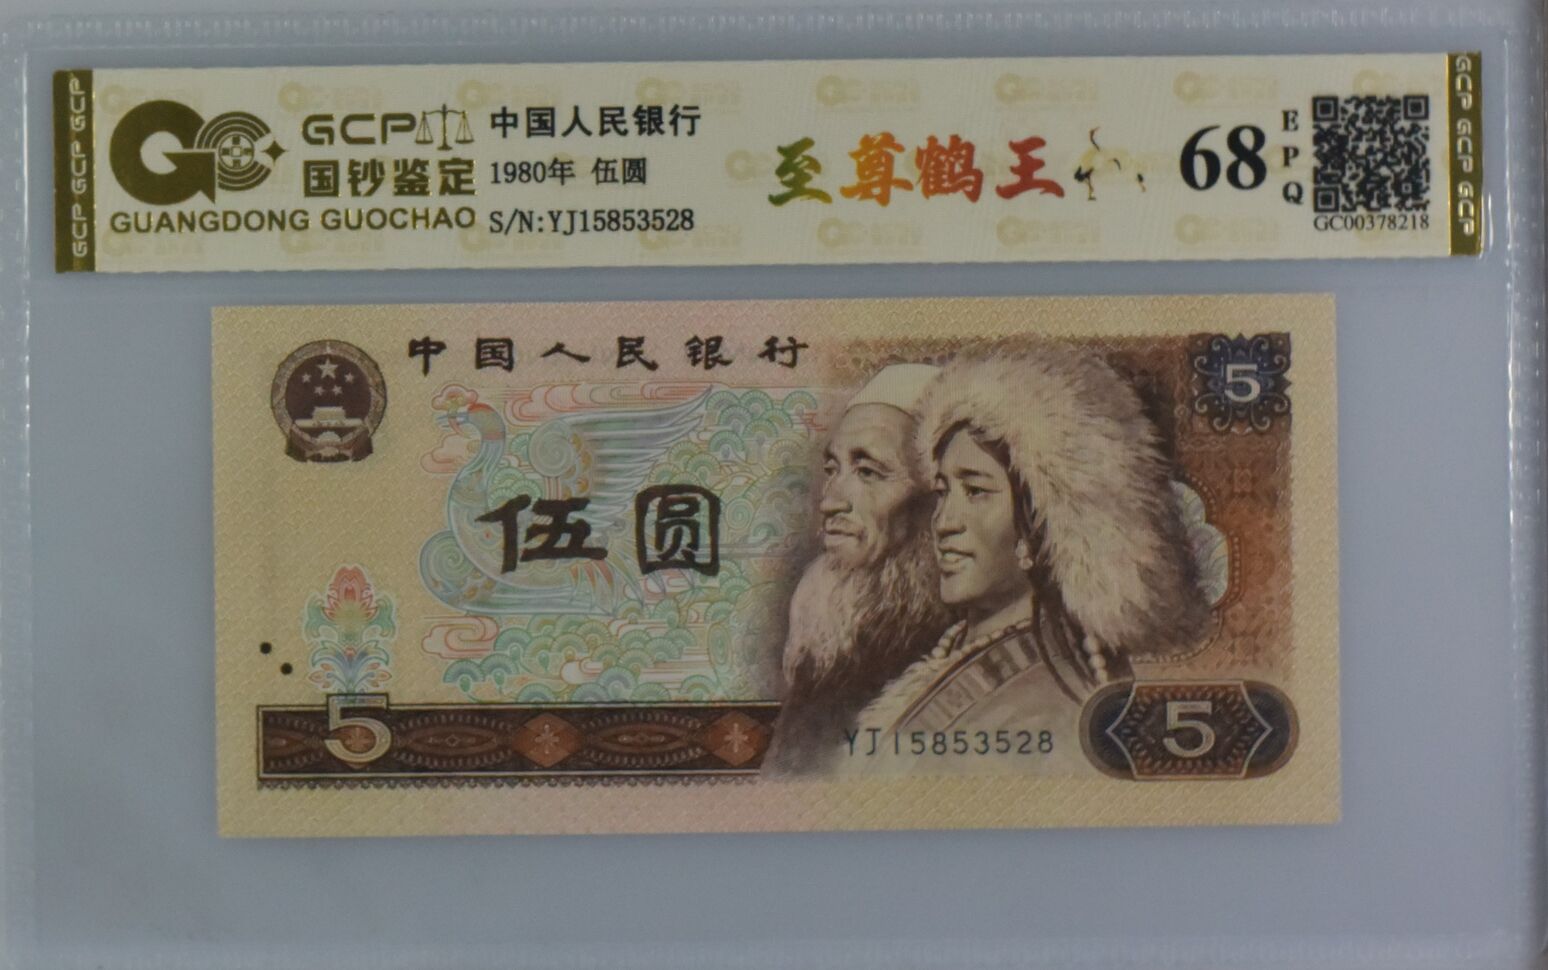 GCP
国钞鉴定
GUANGDONG GUOCHAO
中国人民银行
1980年 伍圆
S/N:YJ15853528
至尊鹤王
68
EPQ
GC00378218
GCP GCP GCP
GCP GCP GCP
中国人民银行
5
伍圆
5
YJ15853528
5